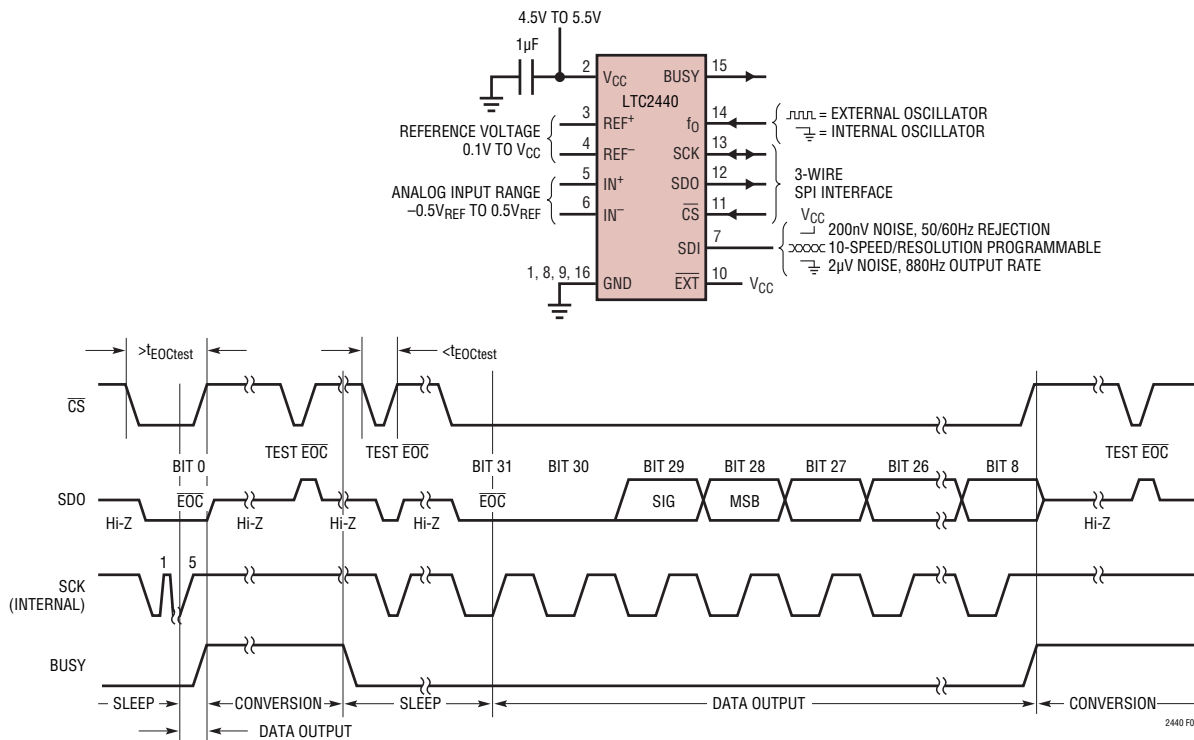 4.5V TO 5.5V
1µF
2 VCC BUSY 15
LTC2440
3 REF+ fO 14
= EXTERNAL OSCILLATOR
= INTERNAL OSCILLATOR
REFERENCE VOLTAGE
0.1V TO VCC
4 REF– SCK 13
5 IN+ SDO 12
3-WIRE
SPI INTERFACE
ANALOG INPUT RANGE
–0.5VREF TO 0.5VREF
6 IN– CS 11
VCC
200nV NOISE, 50/60Hz REJECTION
SDI 7
10-SPEED/RESOLUTION PROGRAMMABLE
2µV NOISE, 880Hz OUTPUT RATE
1, 8, 9, 16 GND EXT 10 VCC
>tEOCtest <tEOCtest
CS
TEST EOC TEST EOC TEST EOC
BIT 0 BIT 31 BIT 30 BIT 29 BIT 28 BIT 27 BIT 26 BIT 8
SDO EOC EOC SIG MSB
Hi-Z Hi-Z Hi-Z Hi-Z Hi-Z
1 5
SCK
(INTERNAL)
BUSY
SLEEP CONVERSION SLEEP DATA OUTPUT CONVERSION
DATA OUTPUT